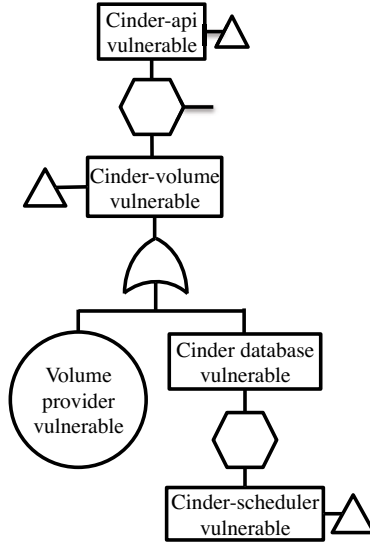 Cinder-api
vulnerable
Cinder-volume
vulnerable
Volume
provider
vulnerable
Cinder database
vulnerable
Cinder-scheduler
vulnerable